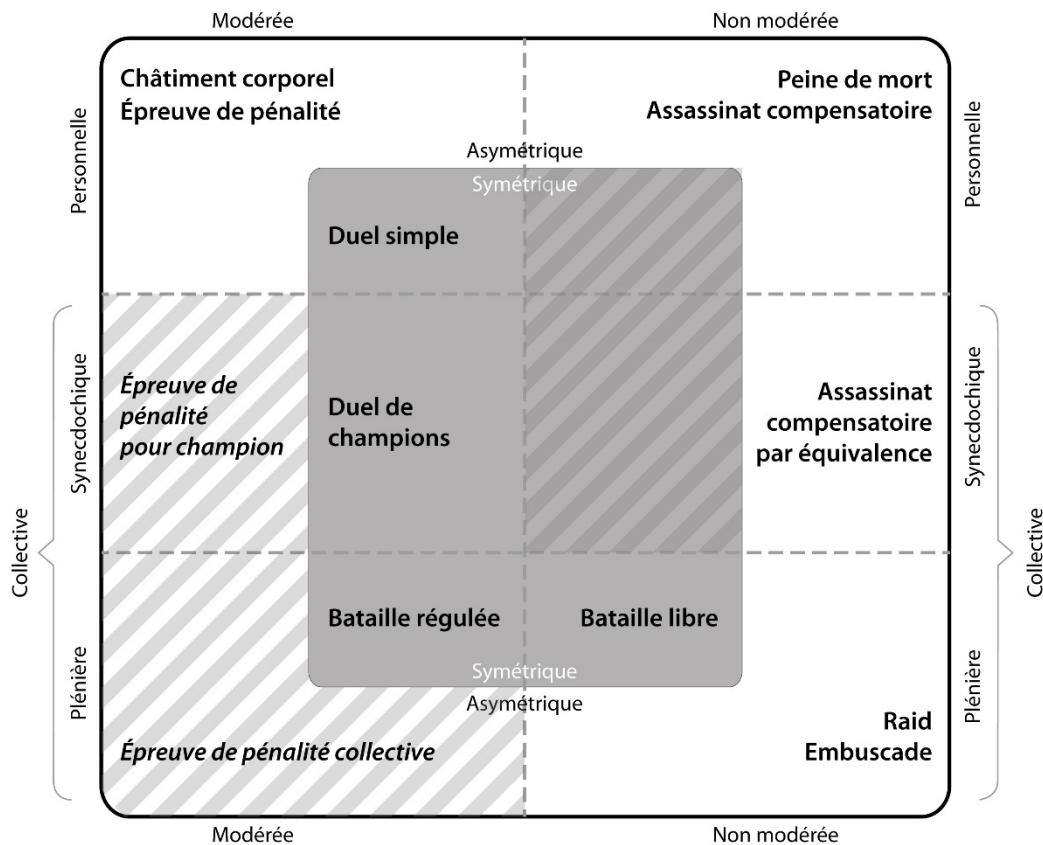 Modérée
Non modérée
Châtiment corporel
Épreuve de pénalité
Peine de mort
Assassinat compensatoire
Personnelle
Personnelle
Asymétrique
Symétrique
Duel simple
Synecdochique
Épreuve de
pénalité
pour champion
Duel de
champions
Assassinat
compensatoire
par équivalence
Synecdochique
Collective
Collective
Bataille régulée
Bataille libre
Symétrique
Asymétrique
Plénière
Plénière
Épreuve de pénalité collective
Raid
Embuscade
Modérée
Non modérée